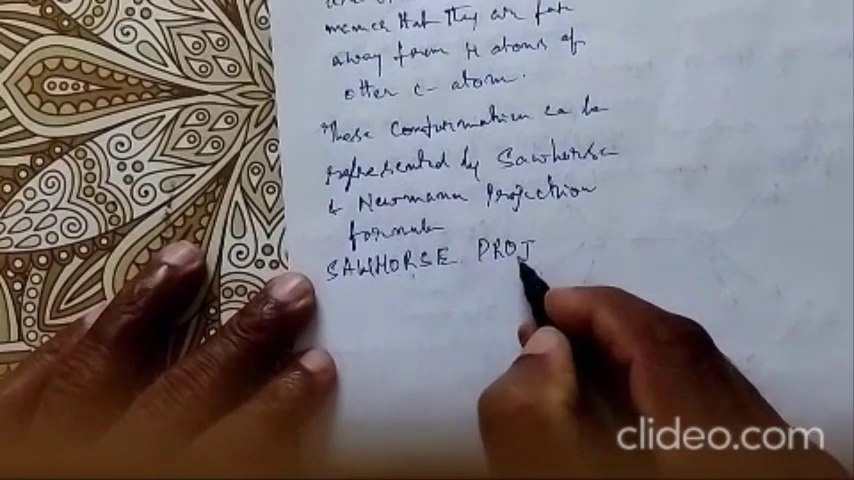 manner that they are far
away from H atoms of
other c- atom.
These Conformation can be
represented by Sawhorse
& Newmann Projection
formula
SAWHORSE PROJ
clideo.com